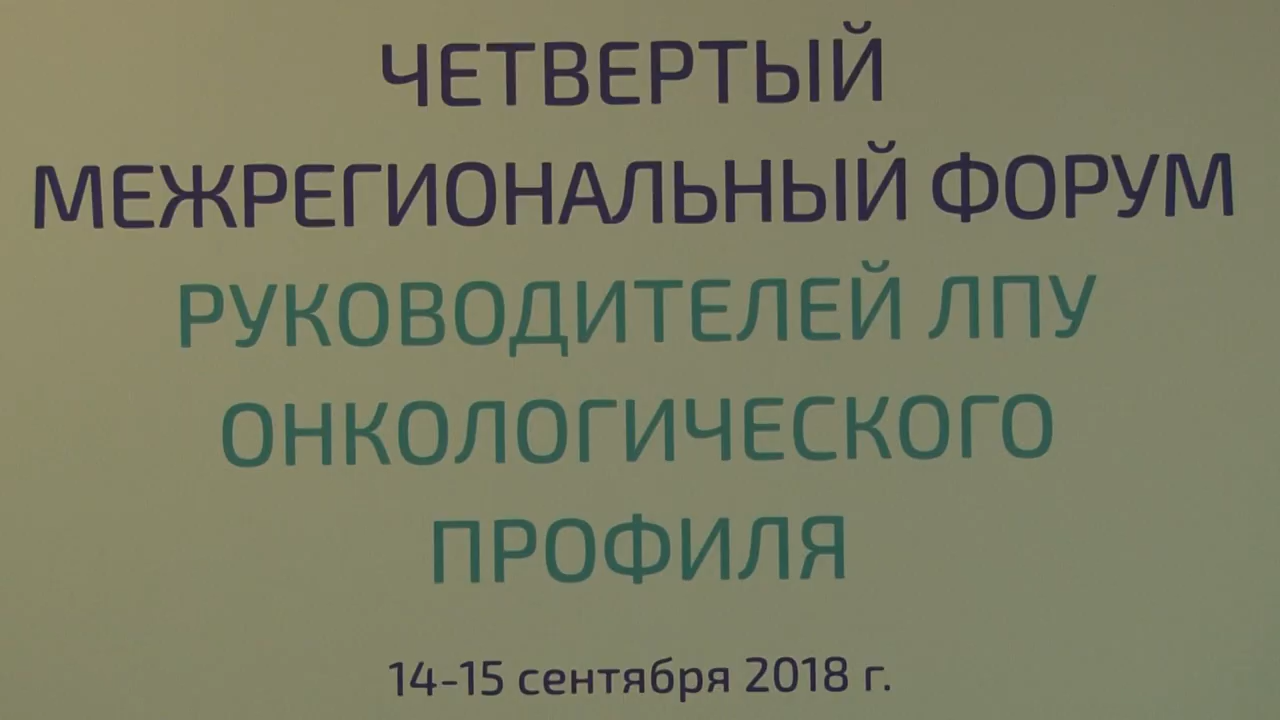 ЧЕТВЕРТЫЙ
МЕЖРЕГИОНАЛЬНЫЙ ФОРУМ
РУКОВОДИТЕЛЕЙ ЛПУ
ОНКОЛОГИЧЕСКОГО
ПРОФИЛЯ
14-15 сентября 2018 г.